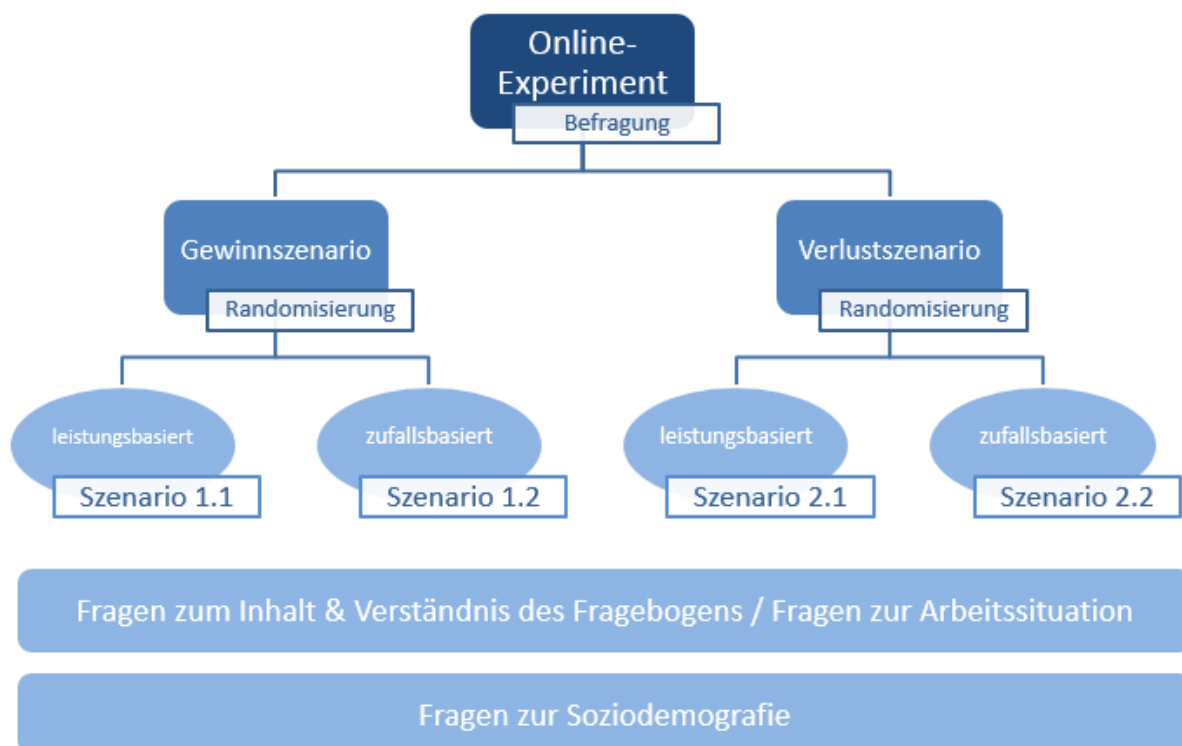 Online-
Experiment
Befragung
Gewinnszenario
Verlustszenario
Randomisierung
Randomisierung
leistungsbasiert
zufallsbasiert
leistungsbasiert
zufallsbasiert
Szenario 1.1
Szenario 1.2
Szenario 2.1
Szenario 2.2
Fragen zum Inhalt & Verständnis des Fragebogens / Fragen zur Arbeitssituation
Fragen zur Soziodemografie